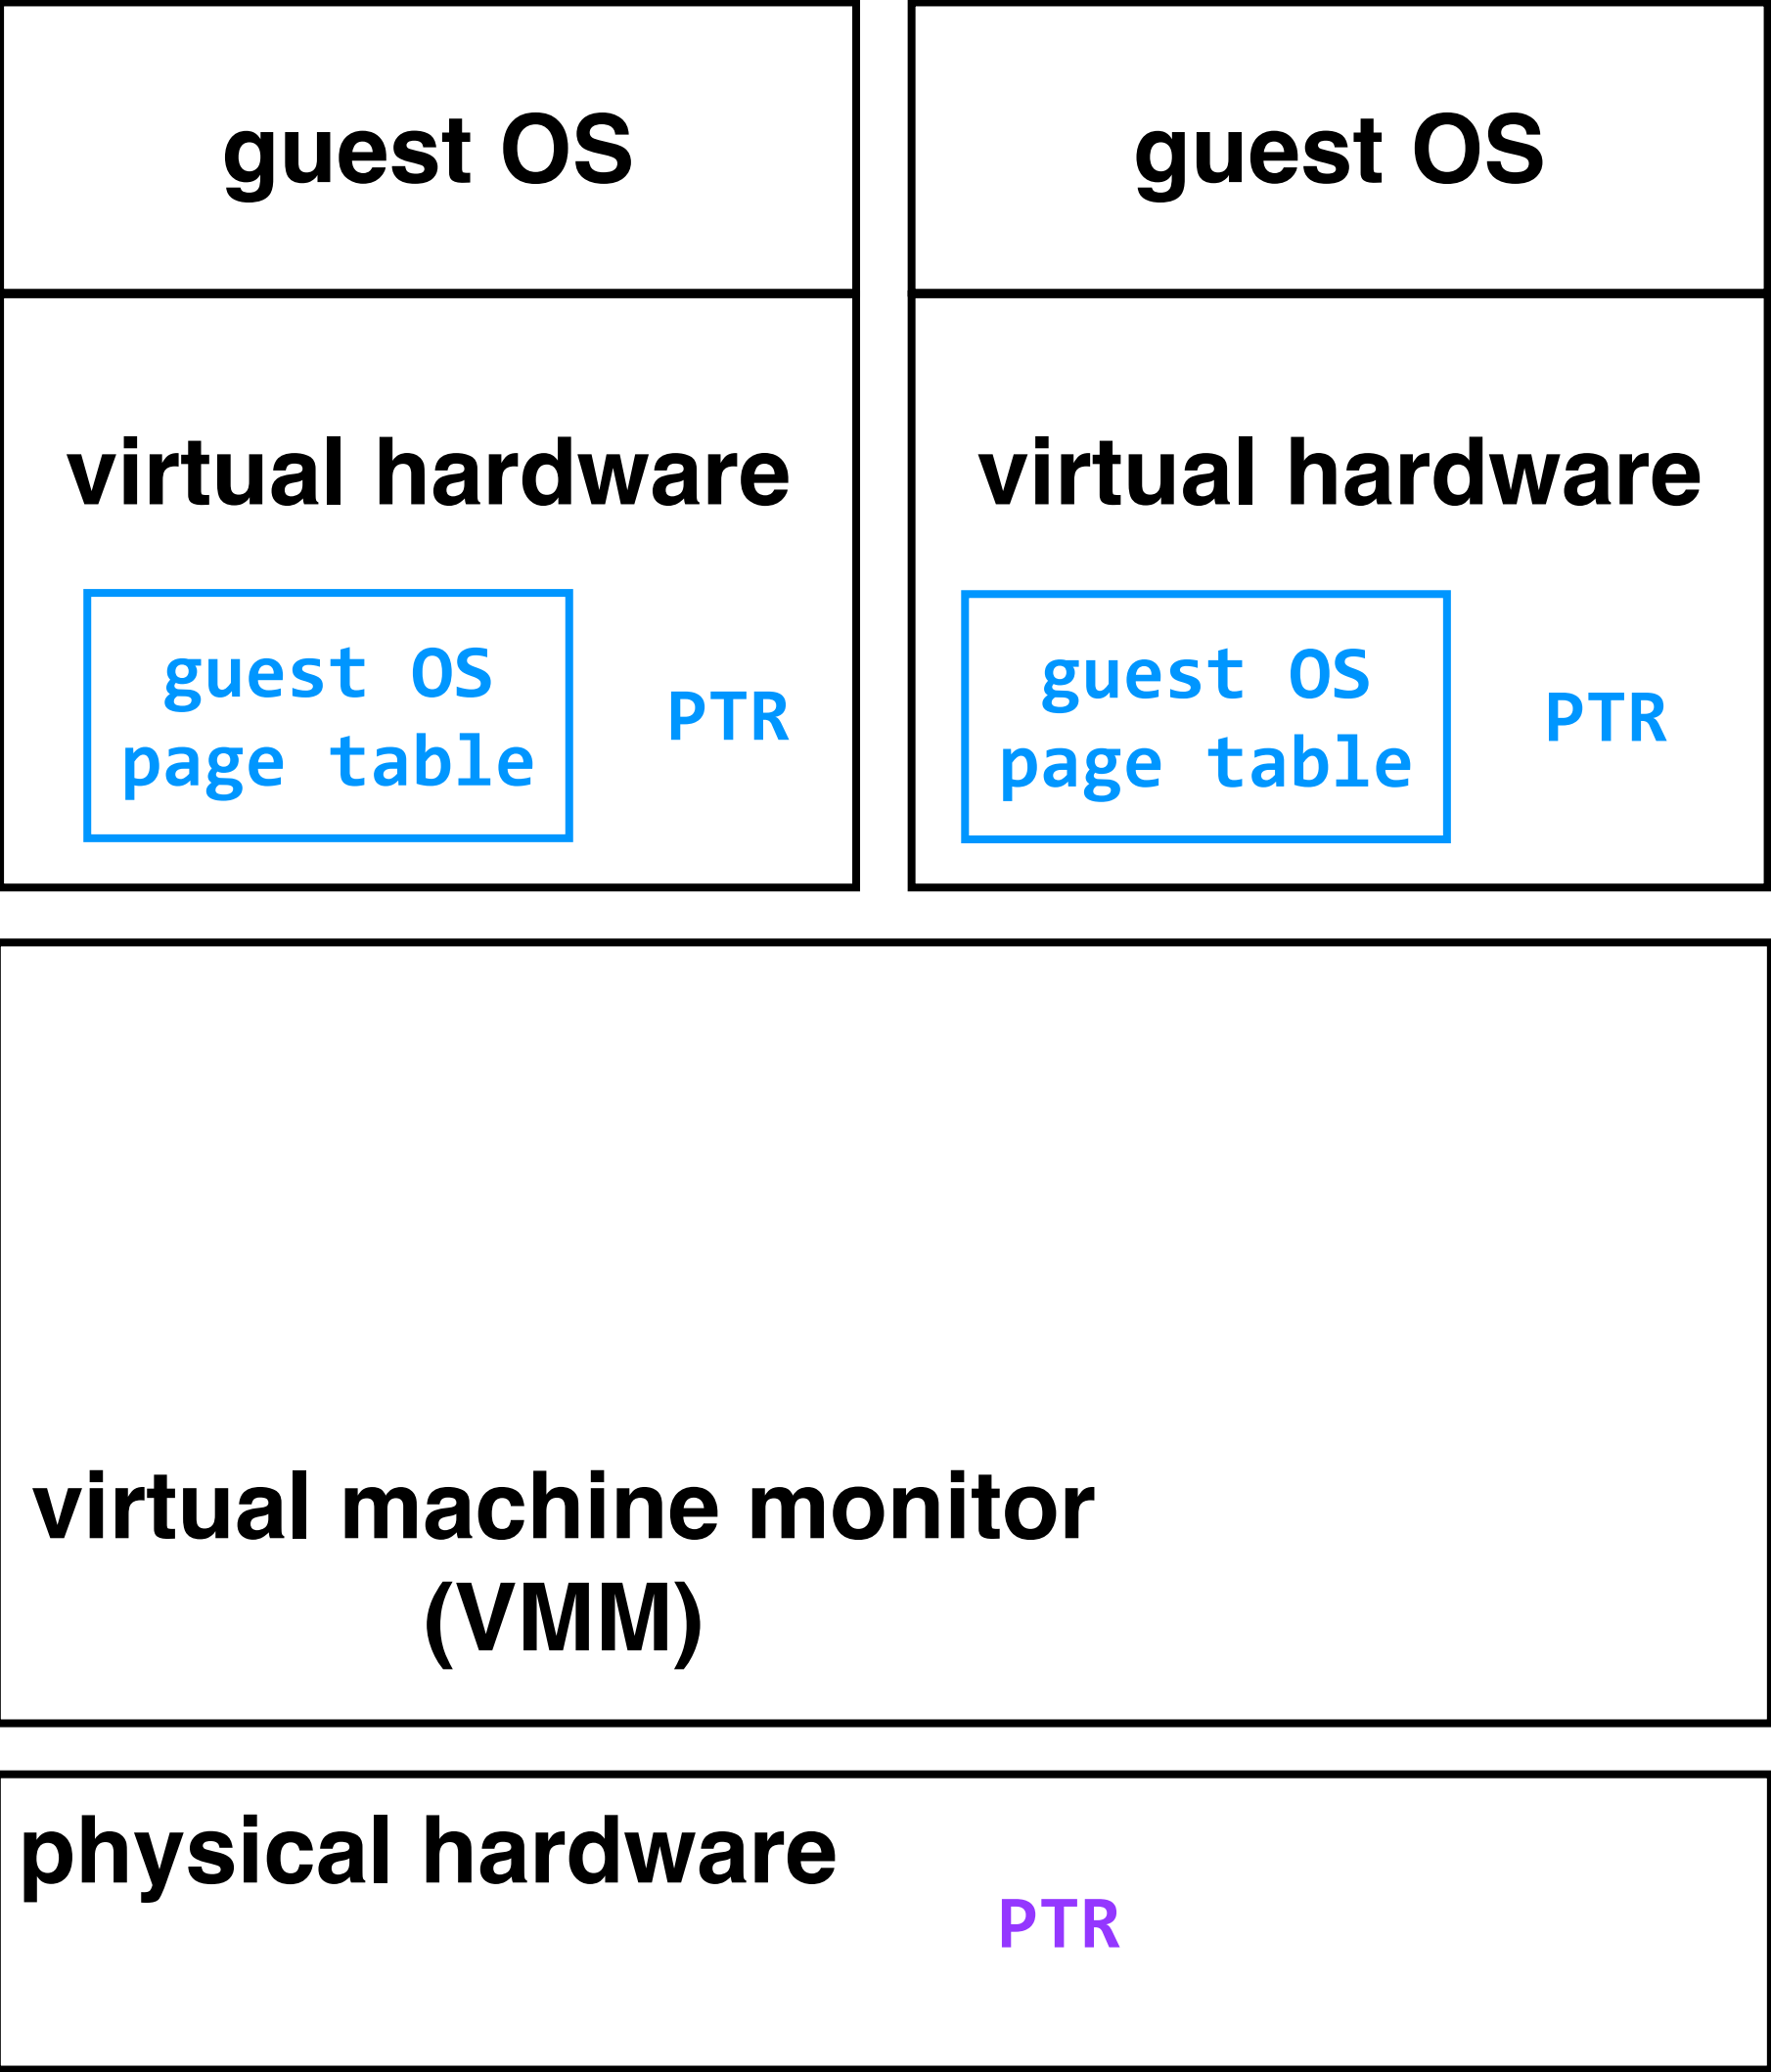 guest OS
guest OS
virtual hardware
virtual hardware
guest OS
page table
PTR
guest OS
page table
PTR
virtual machine monitor
(VMM)
physical hardware
PTR